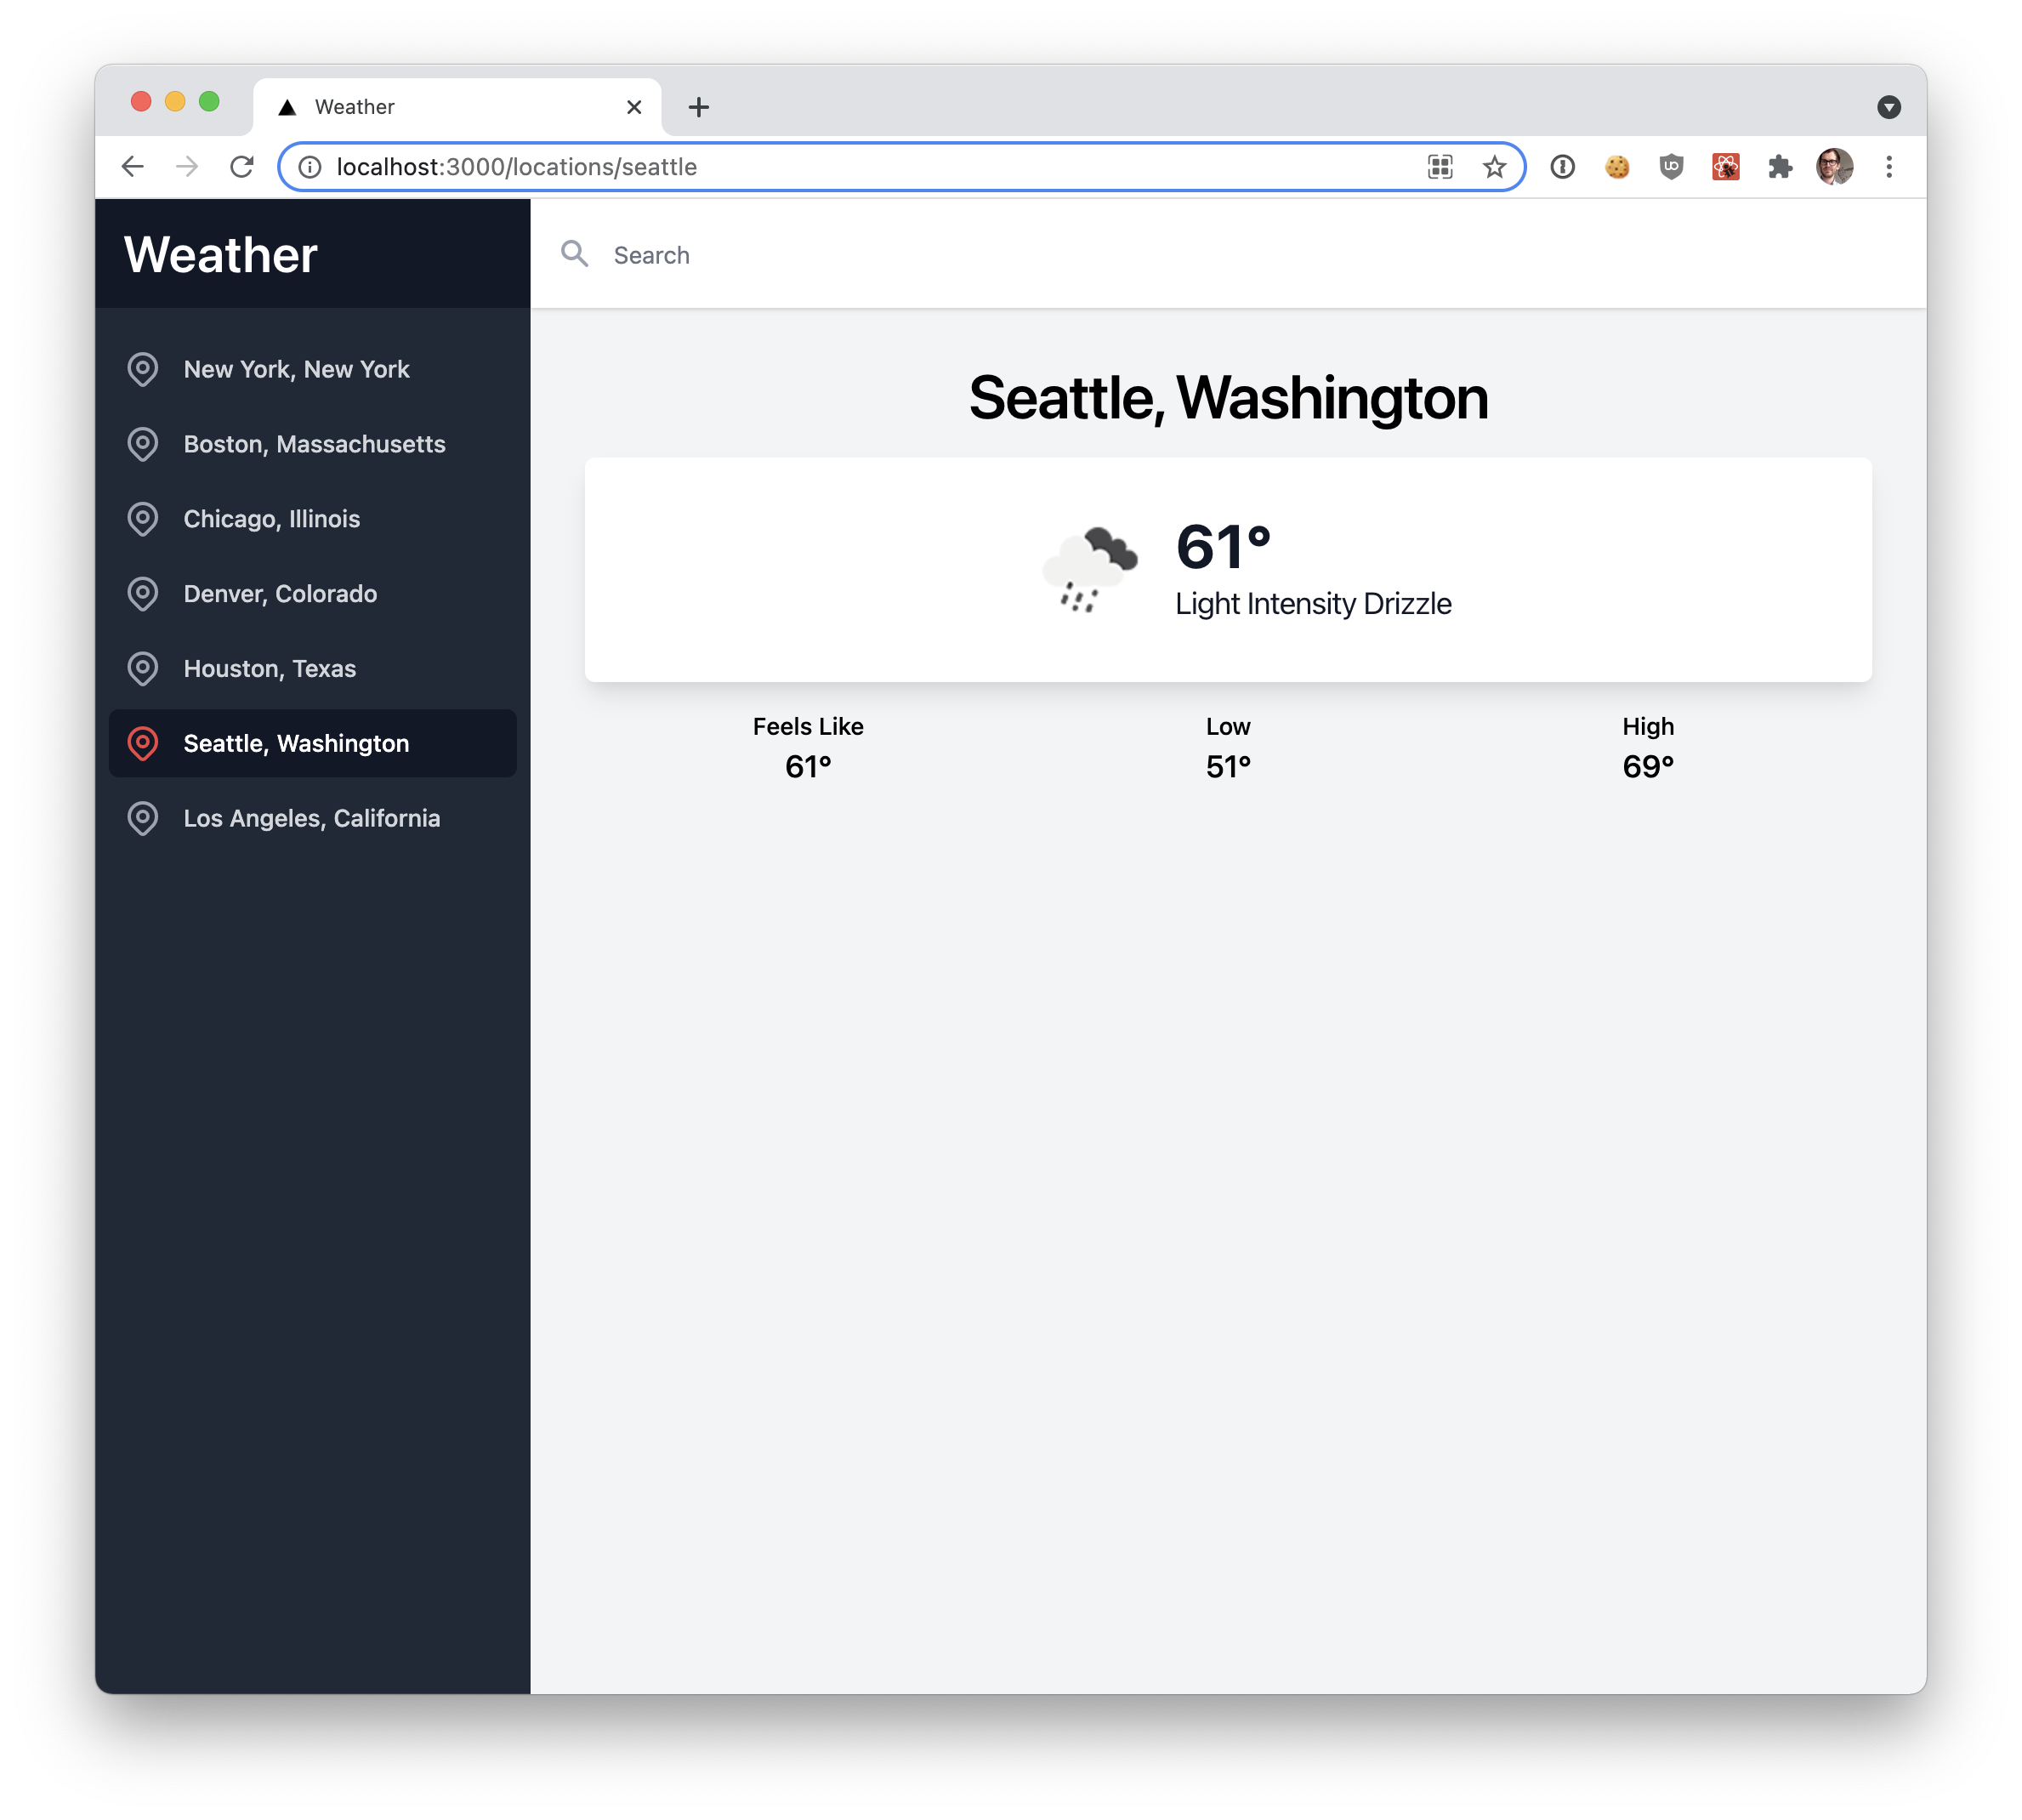 Weather
localhost:3000/locations/seattle
Weather
Search
New York, New York
Boston, Massachusetts
Chicago, Illinois
Denver, Colorado
Houston, Texas
Seattle, Washington
Los Angeles, California
Seattle, Washington
61°
Light Intensity Drizzle
Feels Like
61°
Low
51°
High
69°